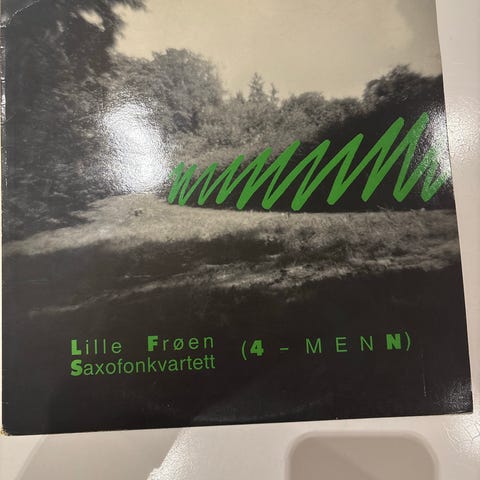 Lille Frøen
Saxofonkvartett
(4 - MENN)